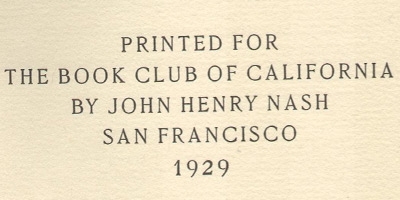 PRINTED FOR
THE BOOK CLUB OF CALIFORNIA
BY JOHN HENRY NASH
SAN FRANCISCO
1929